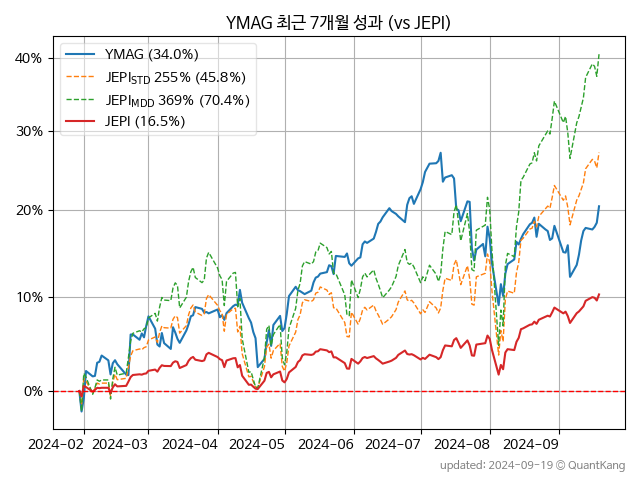 YMAG 최근 7개월 성과 (vs JEPI)
YMAG (34.0%)
JEPI_STD 255% (45.8%)
JEPI_MDD 369% (70.4%)
JEPI (16.5%)
40%
30%
20%
10%
0%
2024-02 2024-03 2024-04 2024-05 2024-06 2024-07 2024-08 2024-09
updated: 2024-09-19 @ QuantKang